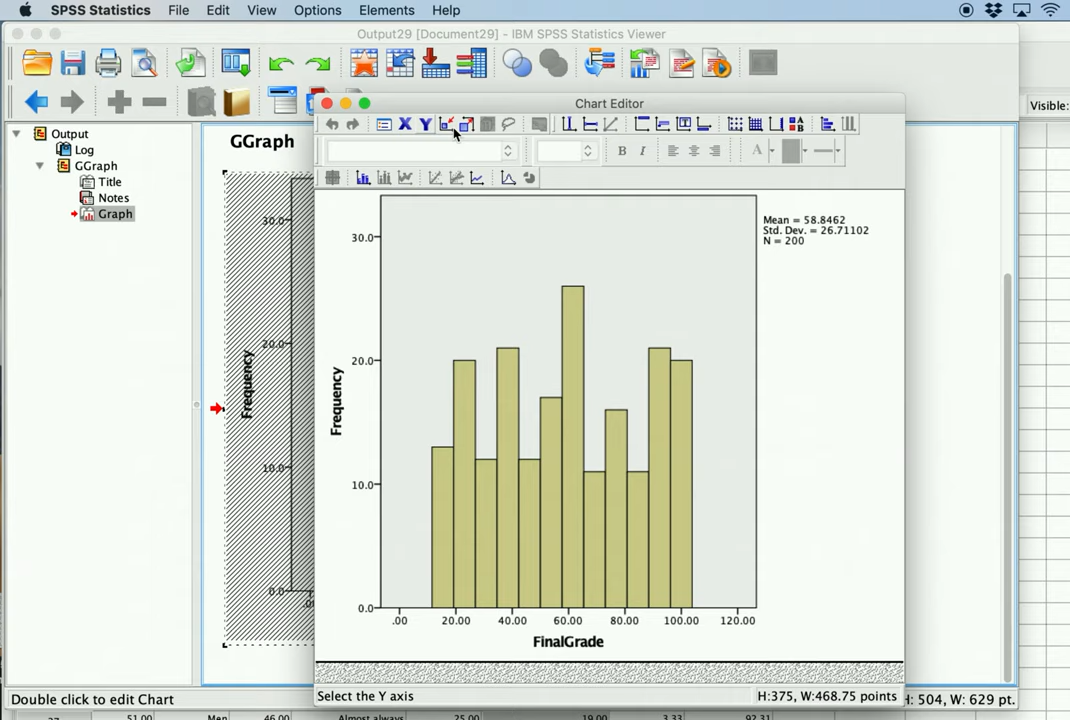 SPSS Statistics File Edit View Options Elements Help
Output29 [Document29] - IBM SPSS Statistics Viewer
Visible:
Chart Editor
X Y
B I A
Output
Log
GGraph
Title
Notes
Graph
GGraph
30.0
20.0
10.0
0.0
Frequency
Mean = 58.8462
Std. Dev. = 26.71102
N = 200
30.0
20.0
10.0
0.0
Frequency
.00 20.00 40.00 60.00 80.00 100.00 120.00
FinalGrade
Select the Y axis H:375, W:468.75 points
Double click to edit Chart H: 504, W: 629 pt.
51.00 Men 46.00 Almost always 25.00 19.00 3.33 92.31